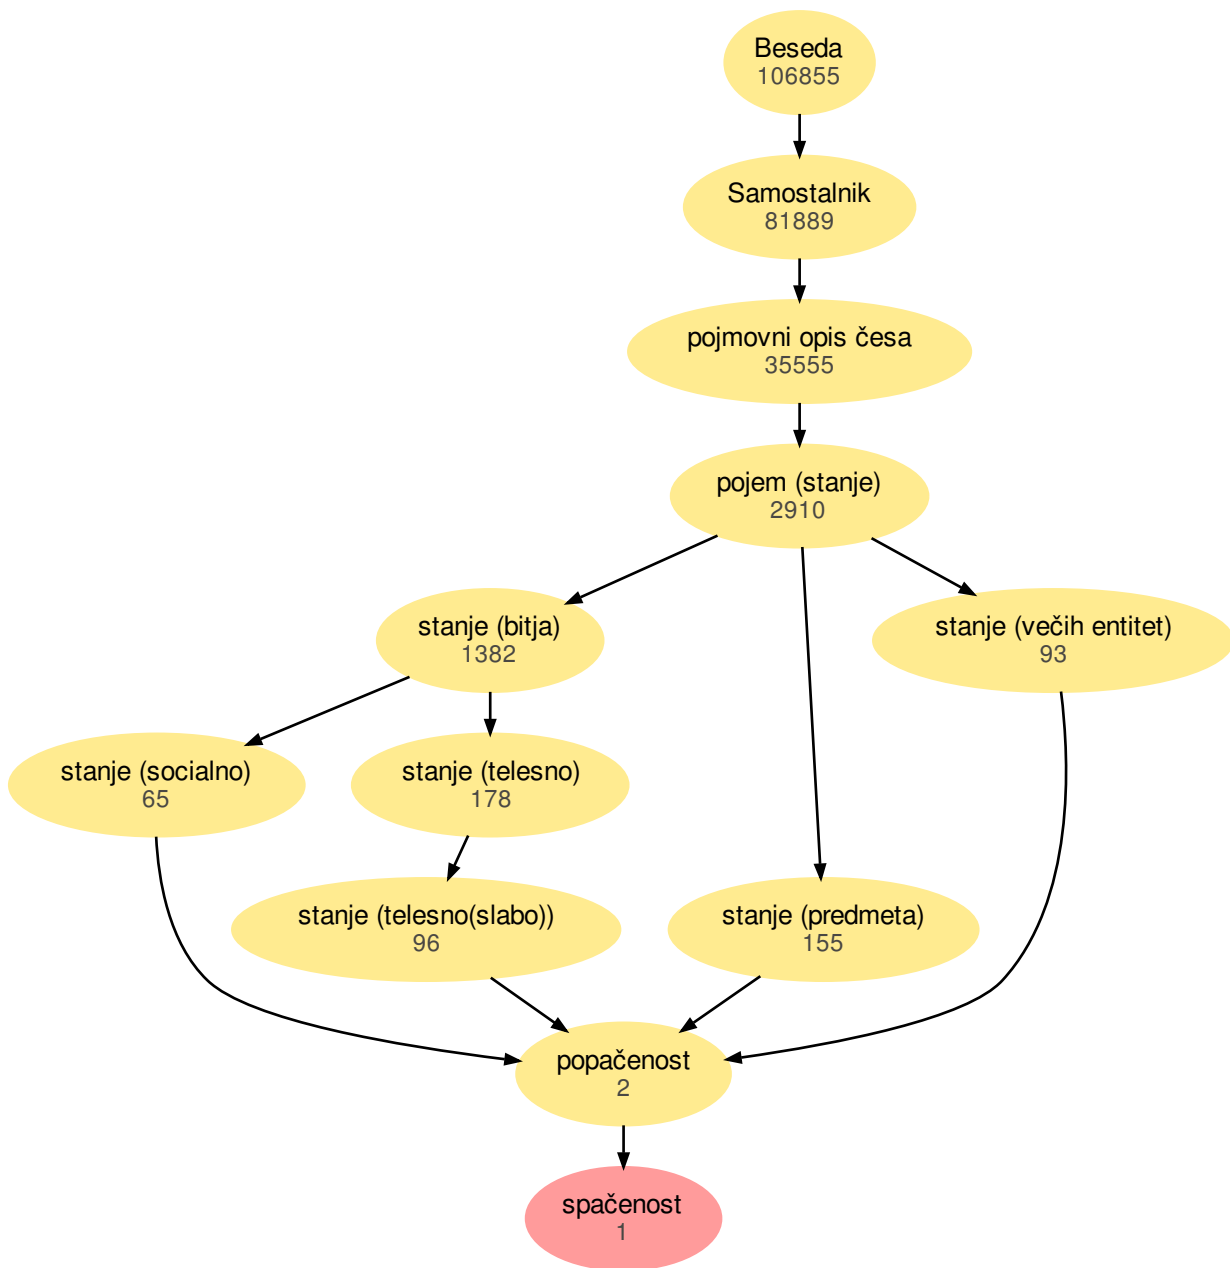 Beseda
106855
Samostalnik
81889
pojmovni opis česa
35555
pojem (stanje)
2910
stanje (bitja)
1382
stanje (večih entitet)
93
stanje (socialno)
65
stanje (telesno)
178
stanje (telesno(slabo))
96
stanje (predmeta)
155
popačenost
2
spačenost
1